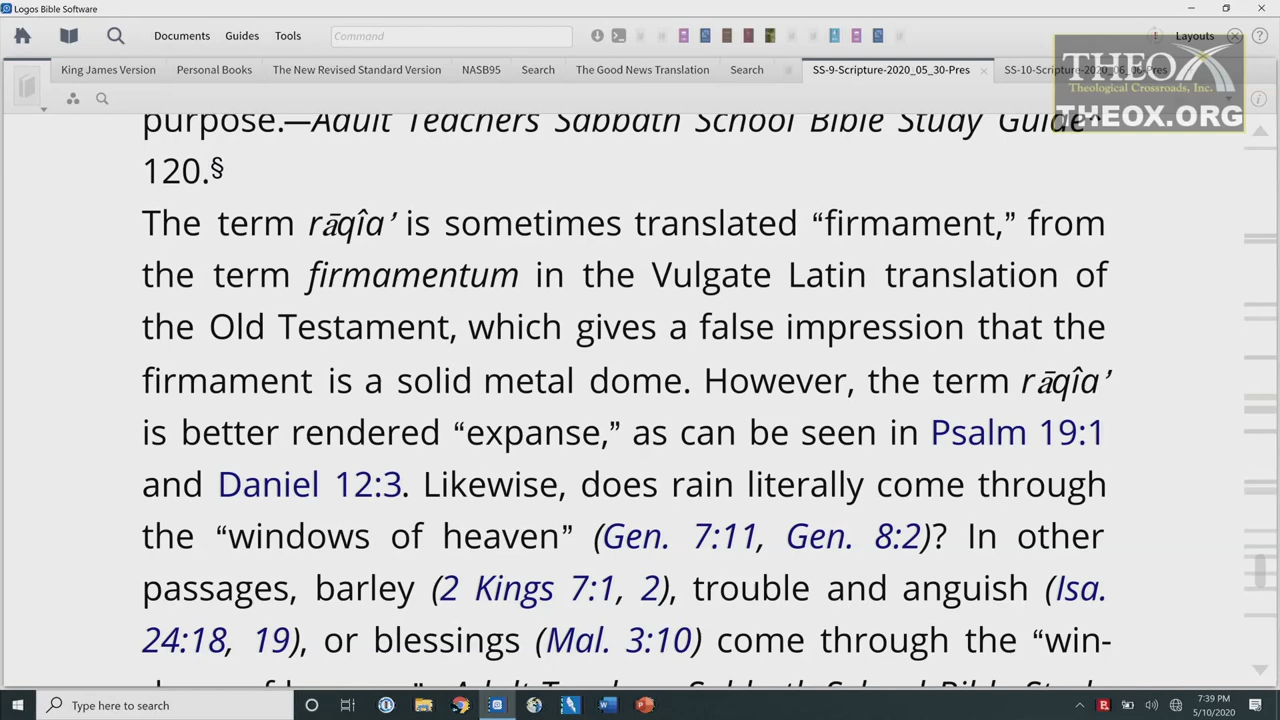 Logos Bible Software
Documents Guides Tools Command Layouts
King James Version Personal Books The New Revised NASB95 Search The Good News Translation Search SS-9-Scripture-2020_05_30-Pres SS-10-Scripture-2020_06_06-Pres
THEOX
Theological Crossroads, Inc.
THEOX.ORG
purpose.—Adult Teachers Sabbath School Bible Study Guide
120.§
The term rāqîa’ is sometimes translated “firmament,” from
the term firmamentum in the Vulgate Latin translation of
the Old Testament, which gives a false impression that the
firmament is a solid metal dome. However, the term rāqîa’
is better rendered “expanse,” as can be seen in Psalm 19:1
and Daniel 12:3. Likewise, does rain literally come through
the “windows of heaven” (Gen. 7:11, Gen. 8:2)? In other
passages, barley (2 Kings 7:1, 2), trouble and anguish (Isa.
24:18, 19), or blessings (Mal. 3:10) come through the “win-
Type here to search
7:39 PM
5/10/2020